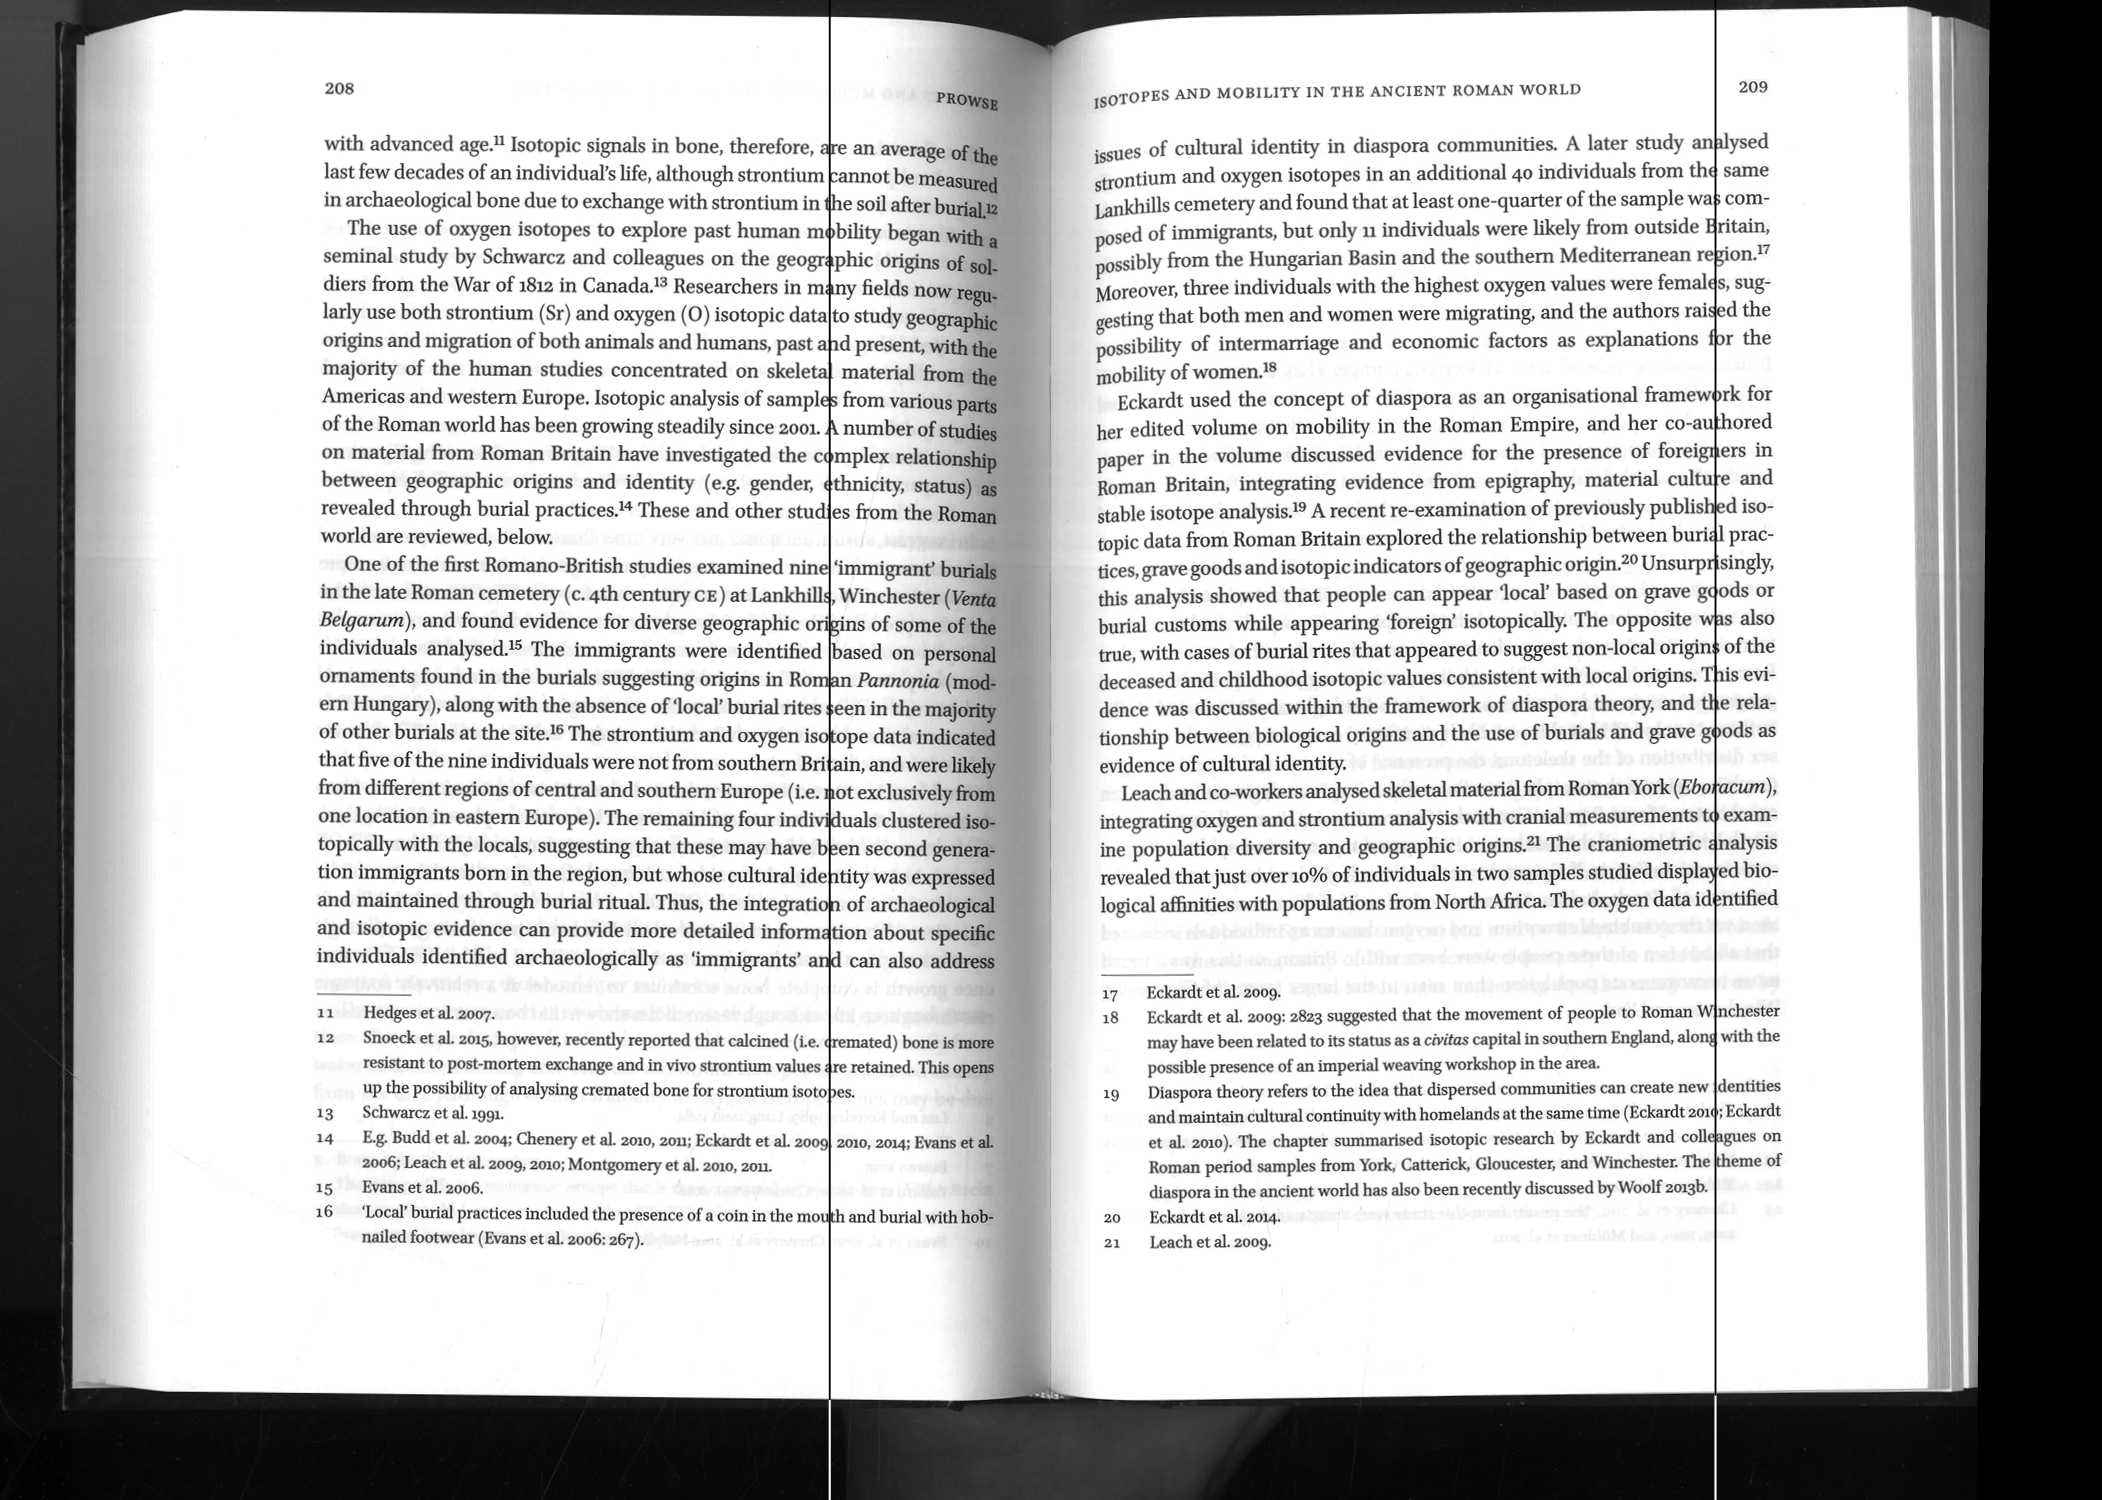 208
PROWSE
with advanced age.11 Isotopic signals in bone, therefore, are an average of the
last few decades of an individual's life, although strontium cannot be measured
in archaeological bone due to exchange with strontium in the soil after burial.12
The use of oxygen isotopes to explore past human mobility began with a
seminal study by Schwarcz and colleagues on the geographic origins of sol-
diers from the War of 1812 in Canada.13 Researchers in many fields now regu-
larly use both strontium (Sr) and oxygen (O) isotopic data to study geographic
origins and migration of both animals and humans, past and present, with the
majority of the human studies concentrated on skeletal material from the
Americas and western Europe. Isotopic analysis of samples from various parts
of the Roman world has been growing steadily since 2001. A number of studies
on material from Roman Britain have investigated the complex relationship
between geographic origins and identity (e.g. gender, ethnicity, status) as
revealed through burial practices.14 These and other studies from the Roman
world are reviewed, below.
One of the first Romano-British studies examined nine 'immigrant' burials
in the late Roman cemetery (c. 4th century CE) at Lankhills, Winchester (Venta
Belgarum), and found evidence for diverse geographic origins of some of the
individuals analysed.15 The immigrants were identified based on personal
ornaments found in the burials suggesting origins in Roman Pannonia (mod-
ern Hungary), along with the absence of 'local' burial rites seen in the majority
of other burials at the site.16 The strontium and oxygen isotope data indicated
that five of the nine individuals were not from southern Britain, and were likely
from different regions of central and southern Europe (i.e. not exclusively from
one location in eastern Europe). The remaining four individuals clustered iso-
topically with the locals, suggesting that these may have been second genera-
tion immigrants born in the region, but whose cultural identity was expressed
and maintained through burial ritual. Thus, the integration of archaeological
and isotopic evidence can provide more detailed information about specific
individuals identified archaeologically as 'immigrants' and can also address
11 Hedges et al. 2007.
12 Snoeck et al. 2015, however, recently reported that calcined (i.e. cremated) bone is more
resistant to post-mortem exchange and in vivo strontium values are retained. This opens
up the possibility of analysing cremated bone for strontium isotopes.
13 Schwarcz et al. 1991.
14 E.g. Budd et al. 2004; Chenery et al. 2010, 2011; Eckardt et al. 2009, 2010, 2014; Evans et al.
2006; Leach et al. 2009, 2010; Montgomery et al. 2010, 2011.
15 Evans et al. 2006.
16 'Local' burial practices included the presence of a coin in the mouth and burial with hob-
nailed footwear (Evans et al. 2006: 267).
ISOTOPES AND MOBILITY IN THE ANCIENT ROMAN WORLD
209
issues of cultural identity in diaspora communities. A later study analysed
strontium and oxygen isotopes in an additional 40 individuals from the same
Lankhills cemetery and found that at least one-quarter of the sample was com-
posed of immigrants, but only 11 individuals were likely from outside Britain,
possibly from the Hungarian Basin and the southern Mediterranean region.17
Moreover, three individuals with the highest oxygen values were females, sug-
gesting that both men and women were migrating, and the authors raised the
possibility of intermarriage and economic factors as explanations for the
mobility of women.18
Eckardt used the concept of diaspora as an organisational framework for
her edited volume on mobility in the Roman Empire, and her co-authored
paper in the volume discussed evidence for the presence of foreigners in
Roman Britain, integrating evidence from epigraphy, material culture and
stable isotope analysis.19 A recent re-examination of previously published iso-
topic data from Roman Britain explored the relationship between burial prac-
tices, grave goods and isotopic indicators of geographic origin.20 Unsurprisingly,
this analysis showed that people can appear 'local' based on grave goods or
burial customs while appearing 'foreign' isotopically. The opposite was also
true, with cases of burial rites that appeared to suggest non-local origins of the
deceased and childhood isotopic values consistent with local origins. This evi-
dence was discussed within the framework of diaspora theory, and the rela-
tionship between biological origins and the use of burials and grave goods as
evidence of cultural identity.
Leach and co-workers analysed skeletal material from Roman York (Eboracum),
integrating oxygen and strontium analysis with cranial measurements to exam-
ine population diversity and geographic origins.21 The craniometric analysis
revealed that just over 10% of individuals in two samples studied displayed bio-
logical affinities with populations from North Africa. The oxygen data identified
17 Eckardt et al. 2009.
18 Eckardt et al. 2009: 2823 suggested that the movement of people to Roman Winchester
may have been related to its status as a civitas capital in southern England, along with the
possible presence of an imperial weaving workshop in the area.
19 Diaspora theory refers to the idea that dispersed communities can create new identities
and maintain cultural continuity with homelands at the same time (Eckardt 2010; Eckardt
et al. 2010). The chapter summarised isotopic research by Eckardt and colleagues on
Roman period samples from York, Catterick, Gloucester, and Winchester. The theme of
diaspora in the ancient world has also been recently discussed by Woolf 2013b.
20 Eckardt et al. 2014.
21 Leach et al. 2009.